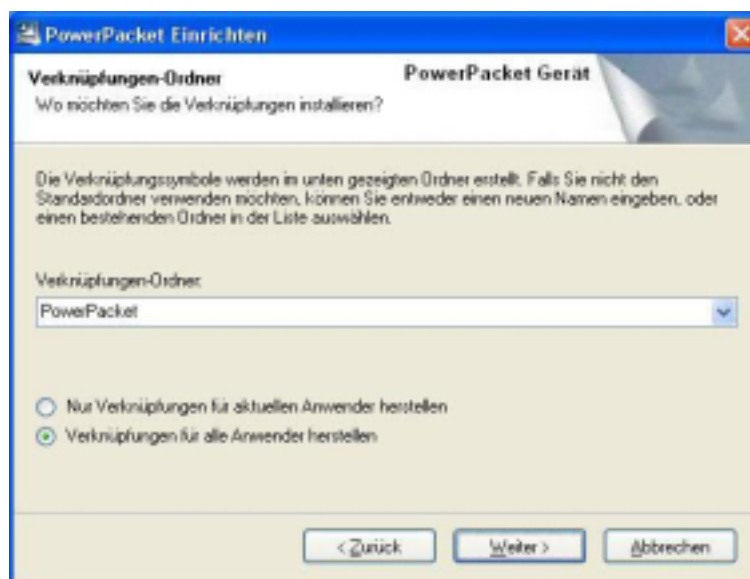 PowerPacket Einrichten
Verknüpfungen-Ordner
PowerPacket Gerät
Wo möchten Sie die Verknüpfungen installieren?
Die Verknüpfungssymbole werden im unten gezeigten Ordner erstellt. Falls Sie nicht den
Standardordner verwenden möchten, können Sie entweder einen neuen Namen eingeben, oder
einen bestehenden Ordner in der Liste auswählen.
Verknüpfungen-Ordner:
PowerPacket
Nur Verknüpfungen für aktuellen Anwender herstellen
Verknüpfungen für alle Anwender herstellen
< Zurück
Weiter >
Abbrechen